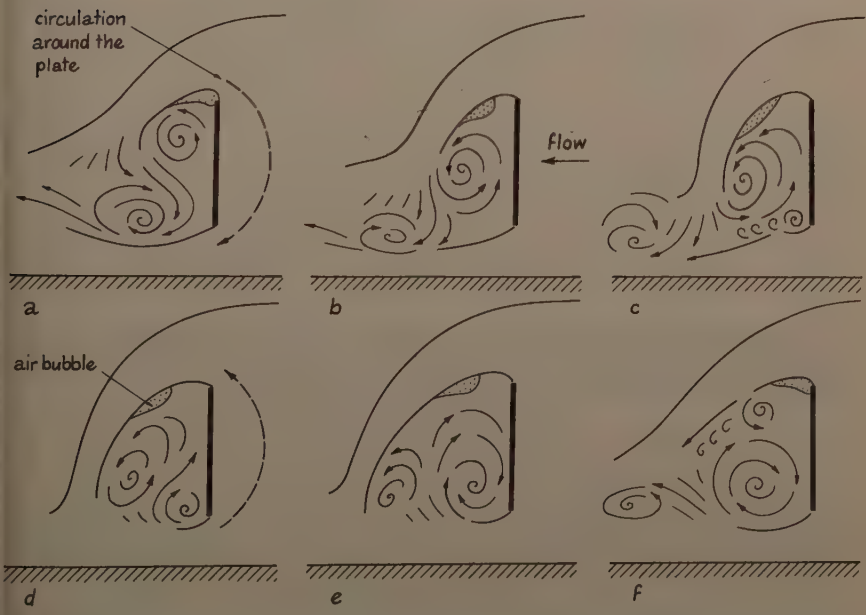 circulation
around the
plate
flow
a
b
c
air bubble
d
e
f